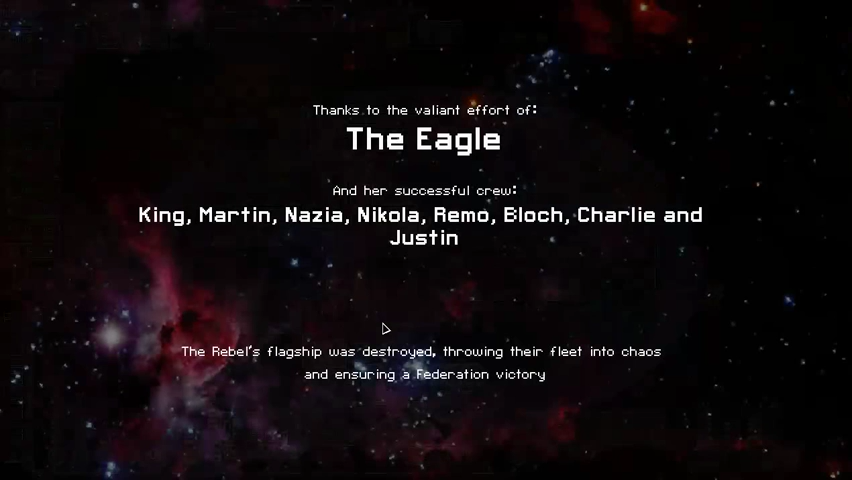 Thanks to the valiant effort of:
The Eagle
And her successful crew:
King, Martin, Nazia, Nikola, Remo, Bloch, Charlie and
Justin
The Rebel's flagship was destroyed, throwing their fleet into chaos
and ensuring a Federation victory